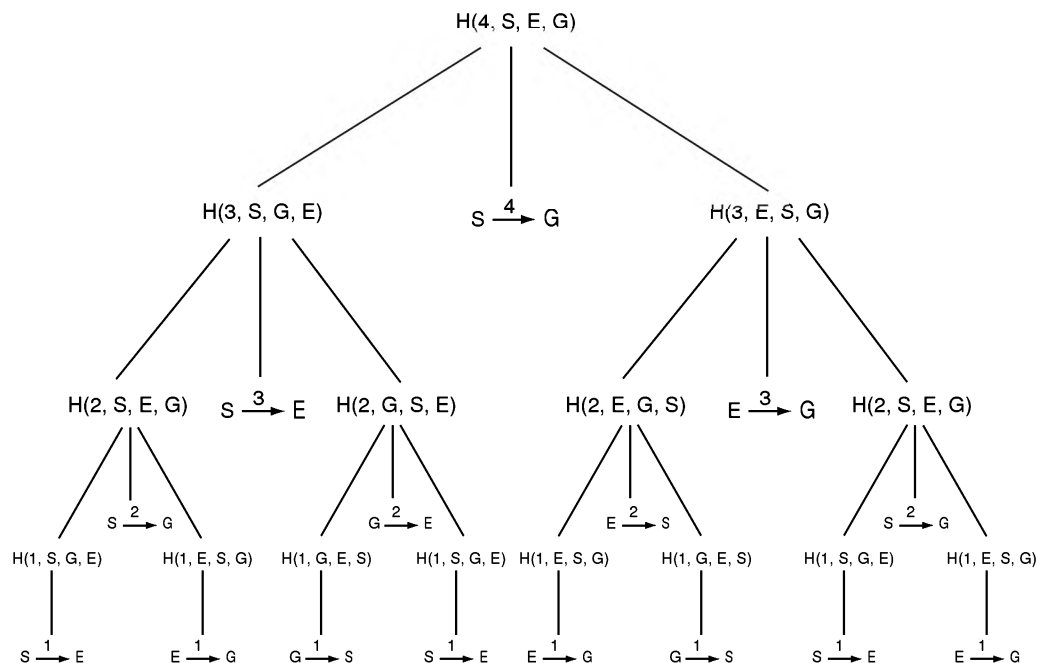 H(4, S, E, G)
H(3, S, G, E)
S 4 G
H(3, E, S, G)
H(2, S, E, G)
S 3 E
H(2, G, S, E)
H(2, E, G, S)
E 3 G
H(2, S, E, G)
S 2 G
G 2 E
E 2 S
S 2 G
H(1, S, G, E)
H(1, E, S, G)
H(1, G, E, S)
H(1, S, G, E)
H(1, E, S, G)
H(1, G, E, S)
H(1, S, G, E)
H(1, E, S, G)
S 1 E
E 1 G
G 1 S
S 1 E
E 1 G
G 1 S
S 1 E
E 1 G